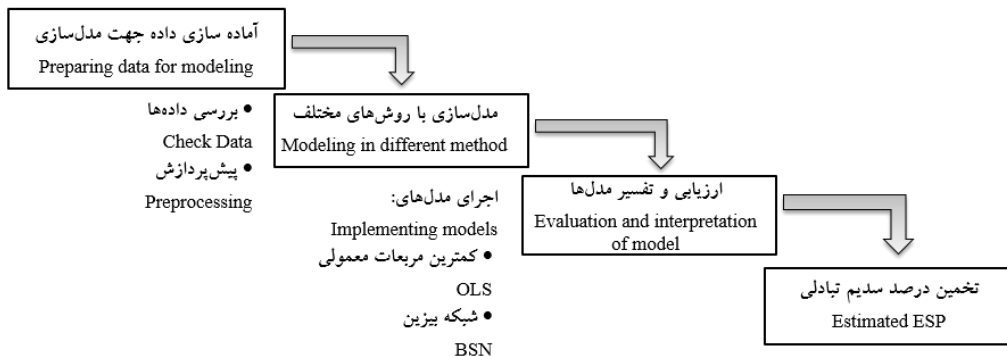 آماده سازی داده جهت مدل‌سازی
Preparing data for modeling
• بررسی داده‌ها
Check Data
• پیش‌پردازش
Preprocessing
مدل‌سازی با روش‌های مختلف
Modeling in different method
اجرای مدل‌های:
Implementing models
• کمترین مربعات معمولی
OLS
• شبکه بیزین
BSN
ارزیابی و تفسیر مدل‌ها
Evaluation and interpretation
of model
تخمین درصد سدیم تبادلی
Estimated ESP